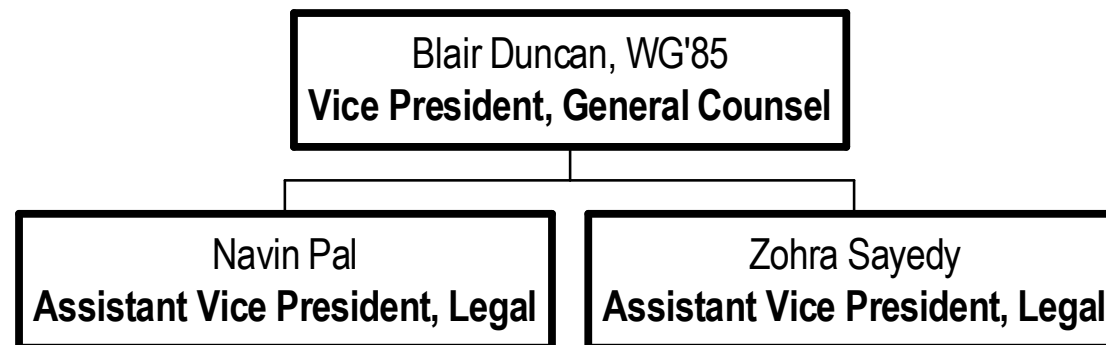 Blair Duncan, WG'85
Vice President, General Counsel
Navin Pal
Assistant Vice President, Legal
Zohra Sayedy
Assistant Vice President, Legal